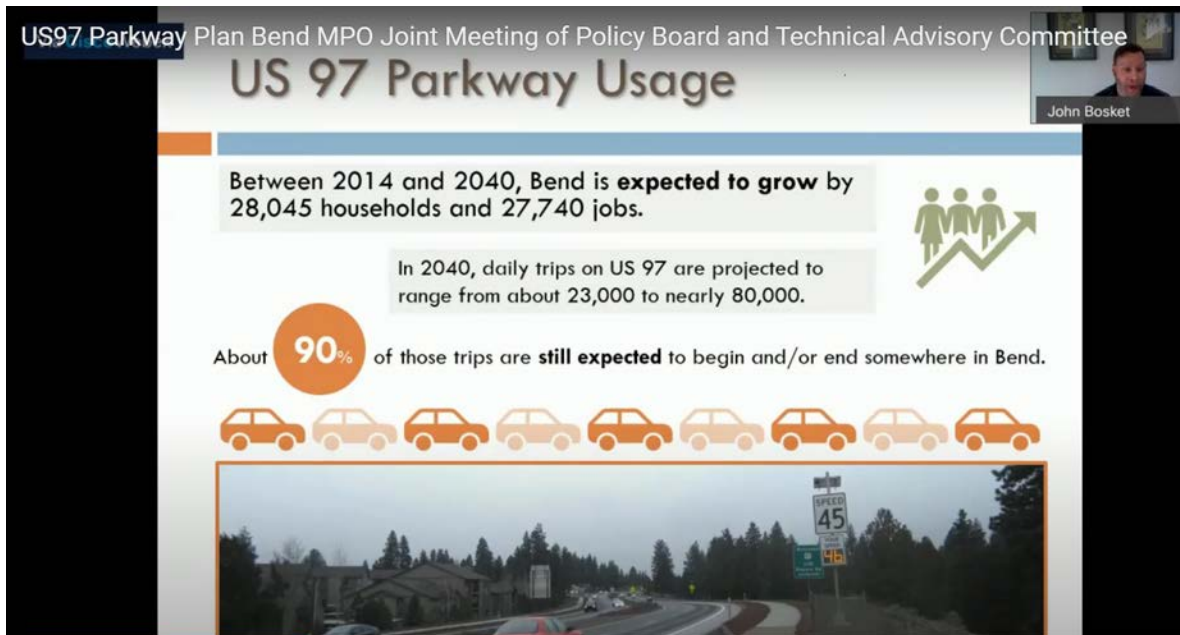 US97 Parkway Plan Bend MPO Joint Meeting of Policy Board and Technical Advisory Committee
US 97 Parkway Usage
John Bosket
Between 2014 and 2040, Bend is expected to grow by
28,045 households and 27,740 jobs.
In 2040, daily trips on US 97 are projected to
range from about 23,000 to nearly 80,000.
About 90% of those trips are still expected to begin and/or end somewhere in Bend.
SPEED
45
YOUR
SPEED
46